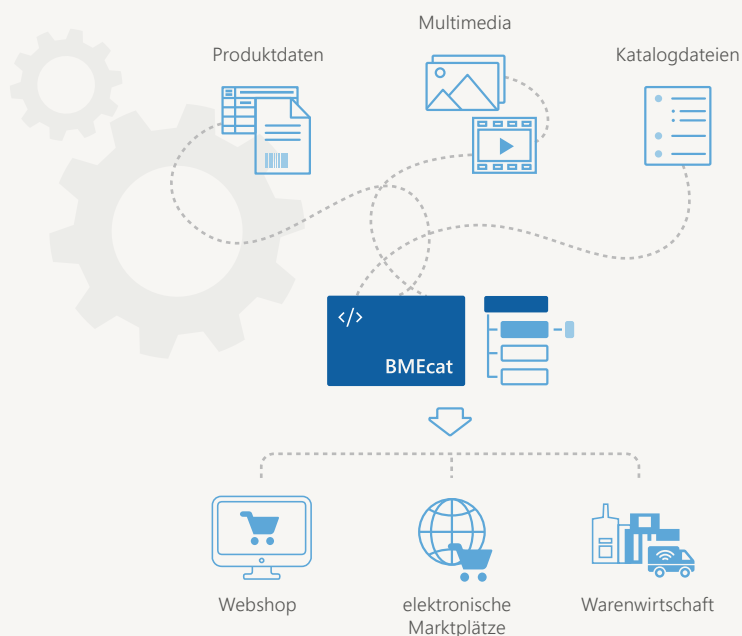 Multimedia
Produktdaten
Katalogdateien
</>
BMEcat
Webshop
elektronische
Marktplätze
Warenwirtschaft